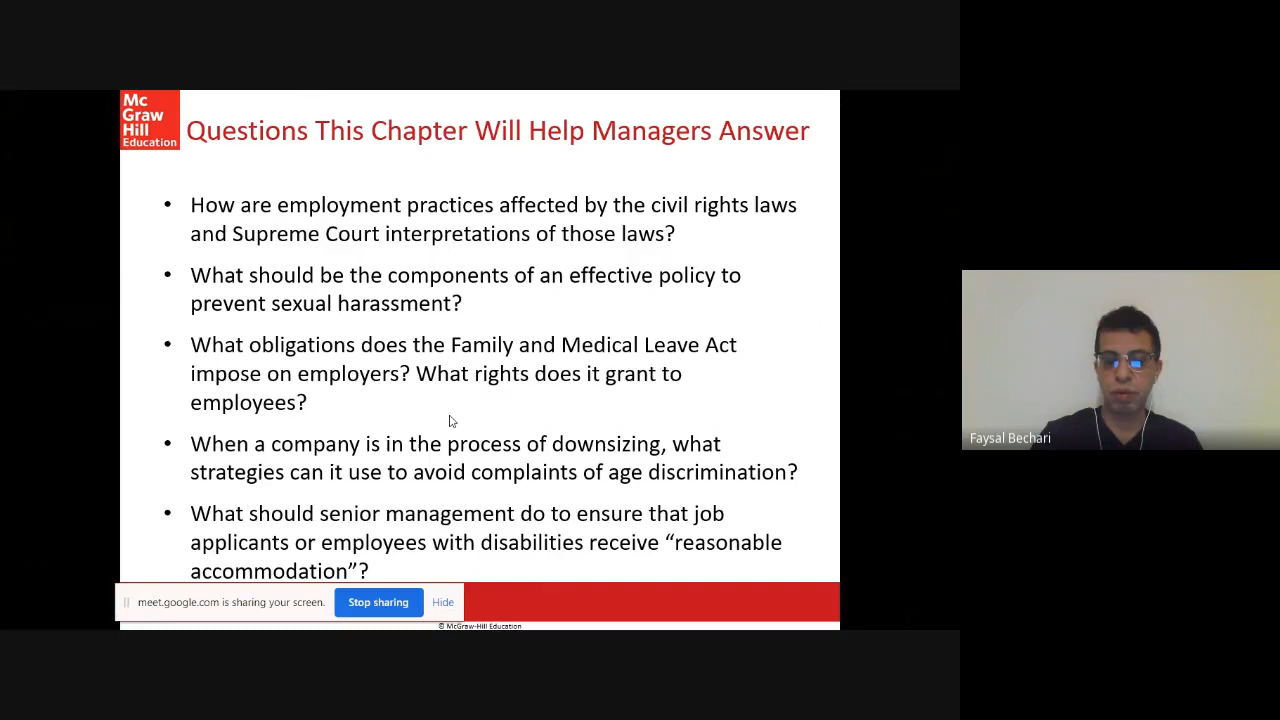 Mc
Graw
Hill
Education
Questions This Chapter Will Help Managers Answer
• How are employment practices affected by the civil rights laws
and Supreme Court interpretations of those laws?
• What should be the components of an effective policy to
prevent sexual harassment?
• What obligations does the Family and Medical Leave Act
impose on employers? What rights does it grant to
employees?
• When a company is in the process of downsizing, what
strategies can it use to avoid complaints of age discrimination?
• What should senior management do to ensure that job
applicants or employees with disabilities receive “reasonable
accommodation”?
meet.google.com is sharing your screen. Stop sharing Hide
© McGraw-Hill Education
Faysal Bechari